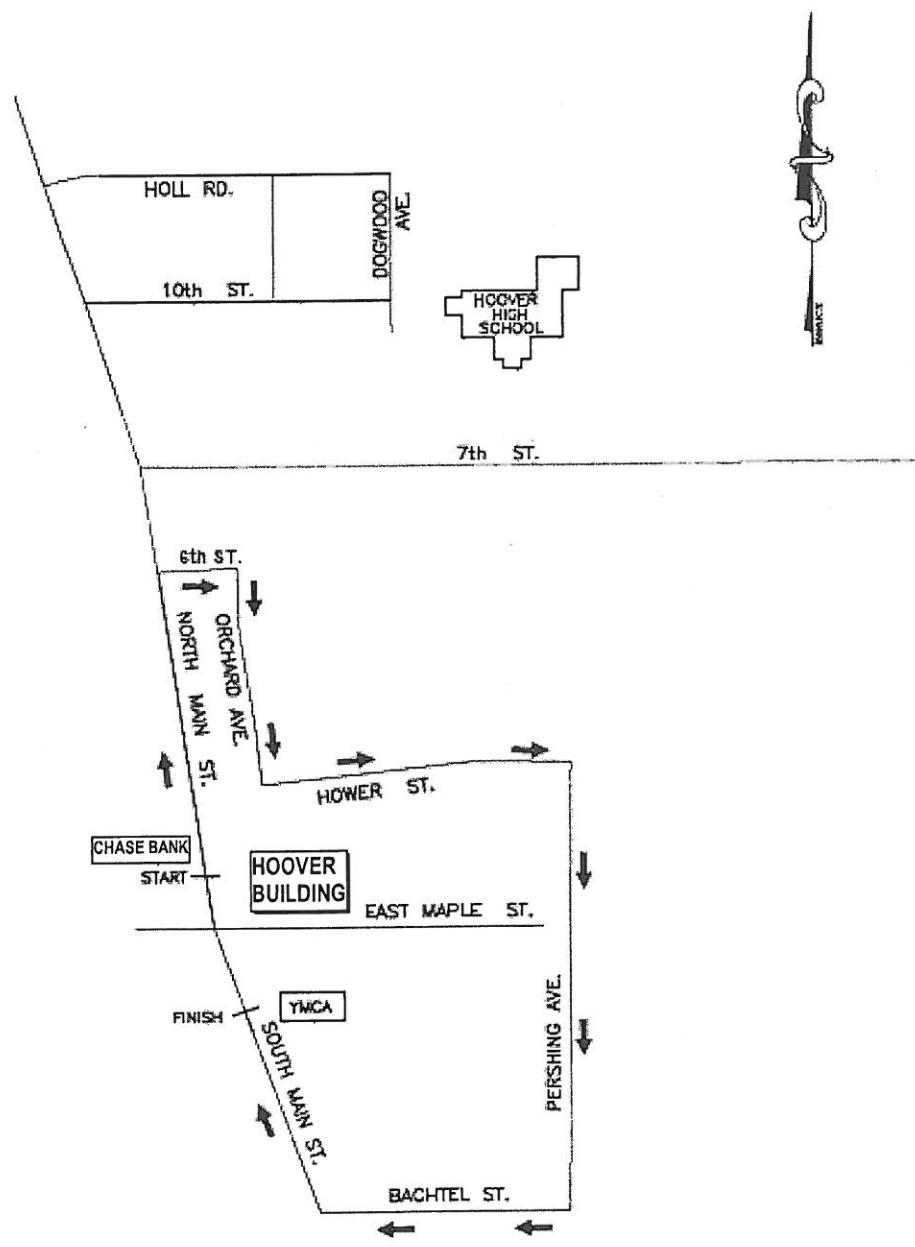 HOLL RD.
DOGWOOD
AVE.
10th ST.
HOOVER
HIGH
SCHOOL
7th ST.
6th ST.
ORCHARD AVE.
NORTH MAIN ST.
HOWER ST.
CHASE BANK
START
HOOVER
BUILDING
EAST MAPLE ST.
FINISH
YMCA
SOUTH MAIN ST.
PERSHING AVE.
BACHTEL ST.